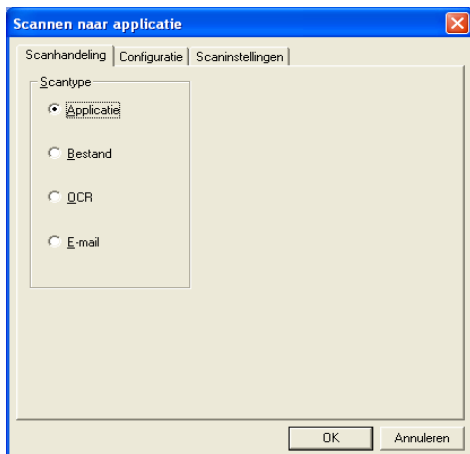 Scannen naar applicatie
Scanhandeling Configuratie Scaninstellingen
Scantype
Applicatie
Bestand
OCR
E-mail
OK Annuleren